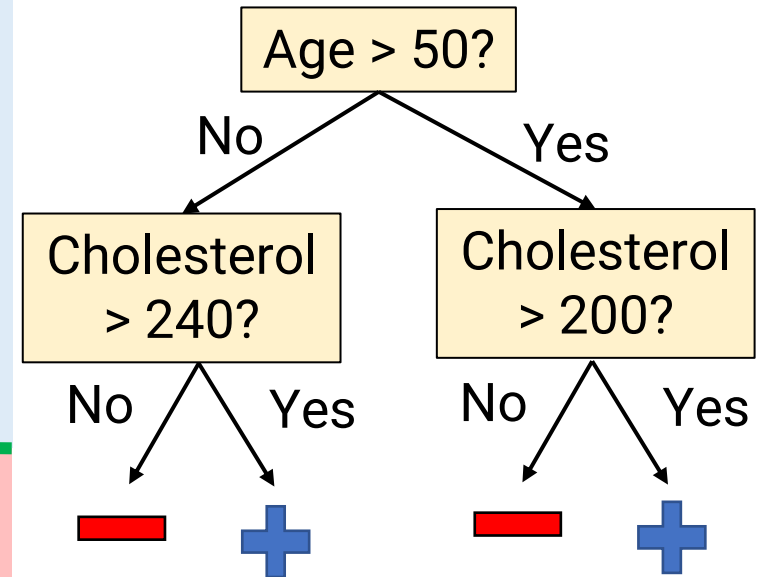 Age > 50?
No
Yes
Cholesterol
> 240?
Cholesterol
> 200?
No
Yes
No
Yes